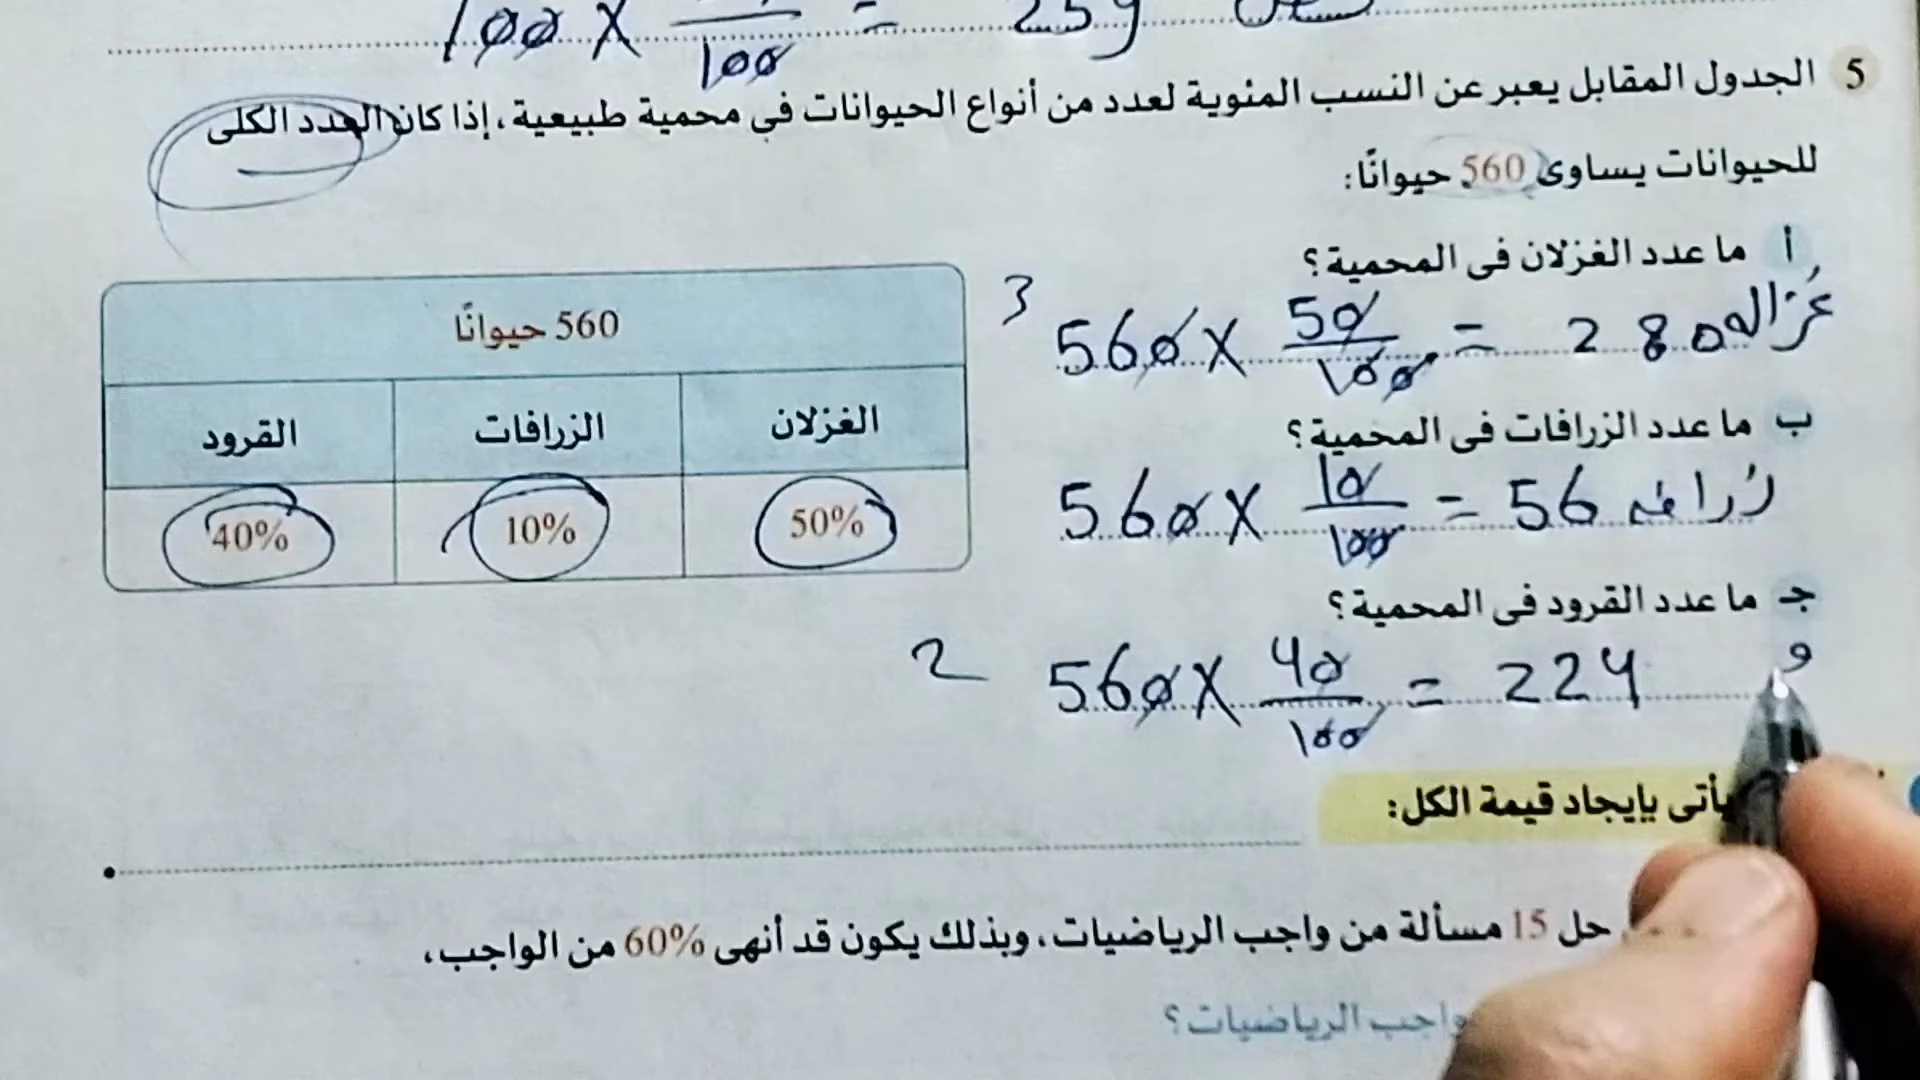 100 × /100 = 25g
5 الجدول المقابل يعبر عن النسب المئوية لعدد من أنواع الحيوانات في محمية طبيعية، إذا كان العدد الكلى
للحيوانات يساوى 560 حيوانًا:
أ ما عدد الغزلان فى المحمية؟
3 560 × 50/100 = 280 غزاله
ب ما عدد الزرافات فى المحمية؟
560 × 10/100 = 56 زرافه
جـ ما عدد القرود فى المحمية؟
2 560 × 40/100 = 224
560 حيوانًا
الغزلان الزرافات القرود
50% 10% 40%
يأتى بإيجاد قيمة الكل:
حل 15 مسألة من واجب الرياضيات، وبذلك يكون قد أنهى 60% من الواجب،
واجب الرياضيات؟